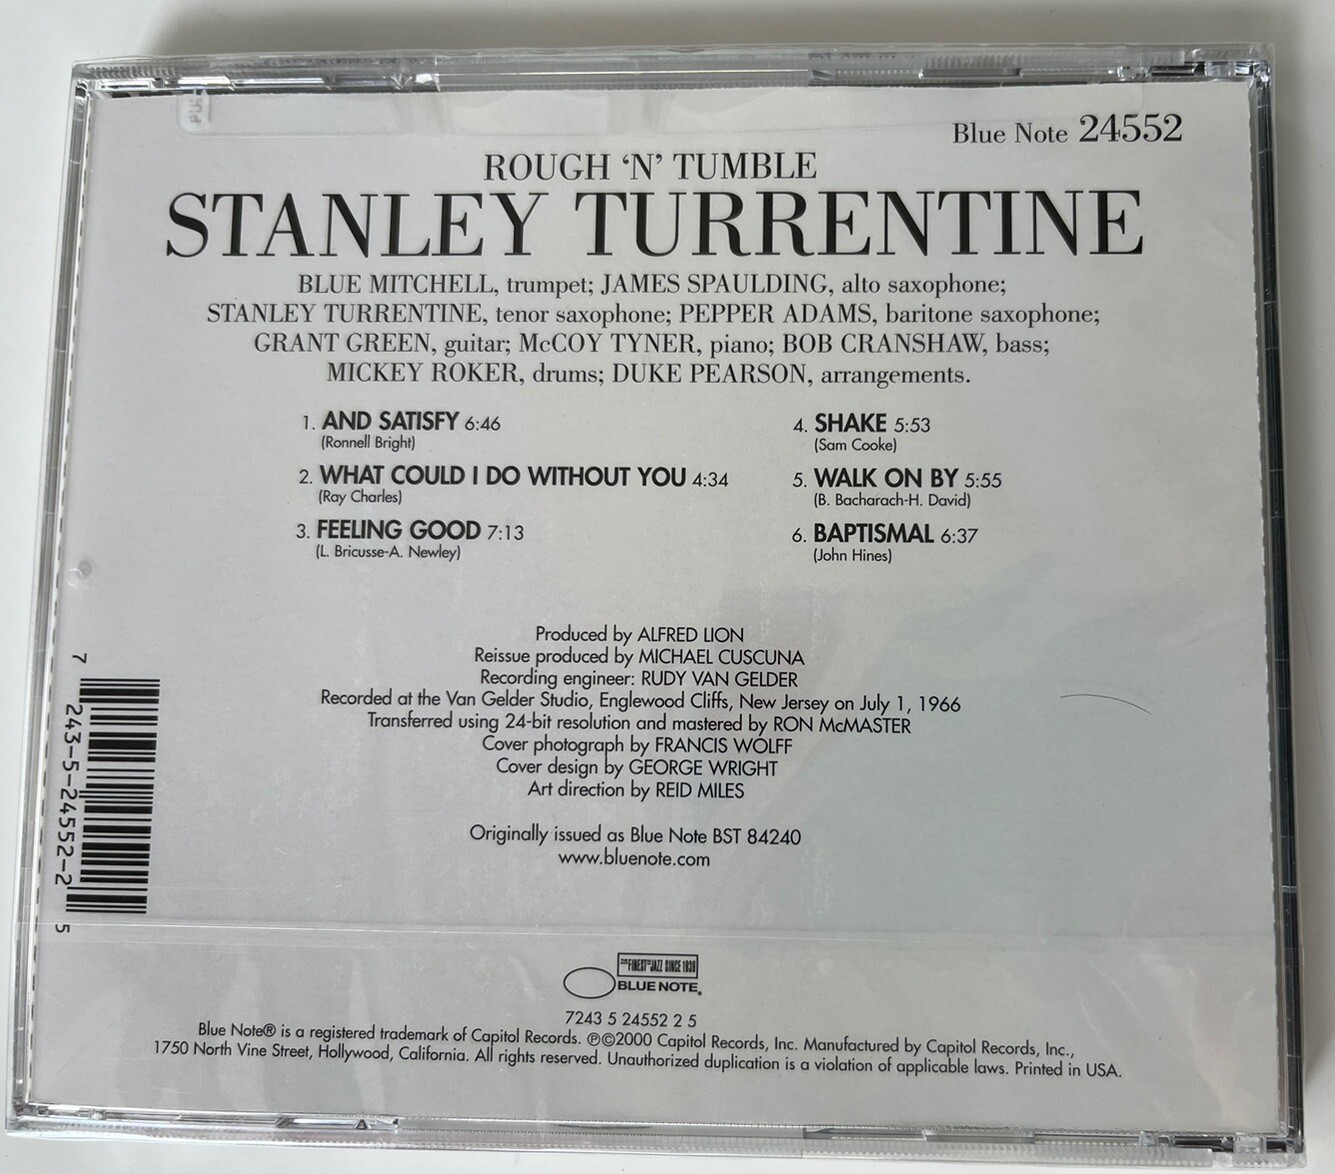 Blue Note 24552
ROUGH ‘N’ TUMBLE
STANLEY TURRENTINE
BLUE MITCHELL, trumpet; JAMES SPAULDING, alto saxophone;
STANLEY TURRENTINE, tenor saxophone; PEPPER ADAMS, baritone saxophone;
GRANT GREEN, guitar; McCOY TYNER, piano; BOB CRANSHAW, bass;
MICKEY ROKER, drums; DUKE PEARSON, arrangements.
1. AND SATISFY 6:46
(Ronnell Bright)
2. WHAT COULD I DO WITHOUT YOU 4:34
(Ray Charles)
3. FEELING GOOD 7:13
(L. Bricusse-A. Newley)
4. SHAKE 5:53
(Sam Cooke)
5. WALK ON BY 5:55
(B. Bacharach-H. David)
6. BAPTISMAL 6:37
(John Hines)
Produced by ALFRED LION
Reissue produced by MICHAEL CUSCUNA
Recording engineer: RUDY VAN GELDER
Recorded at the Van Gelder Studio, Englewood Cliffs, New Jersey on July 1, 1966
Transferred using 24-bit resolution and mastered by RON McMASTER
Cover photograph by FRANCIS WOLFF
Cover design by GEORGE WRIGHT
Art direction by REID MILES
Originally issued as Blue Note BST 84240
www.bluenote.com
7 243-5-24552-2 5
THE FINEST IN JAZZ SINCE 1939
BLUE NOTE®
7243 5 24552 2 5
Blue Note® is a registered trademark of Capitol Records. ℗©2000 Capitol Records, Inc. Manufactured by Capitol Records, Inc.,
1750 North Vine Street, Hollywood, California. All rights reserved. Unauthorized duplication is a violation of applicable laws. Printed in USA.